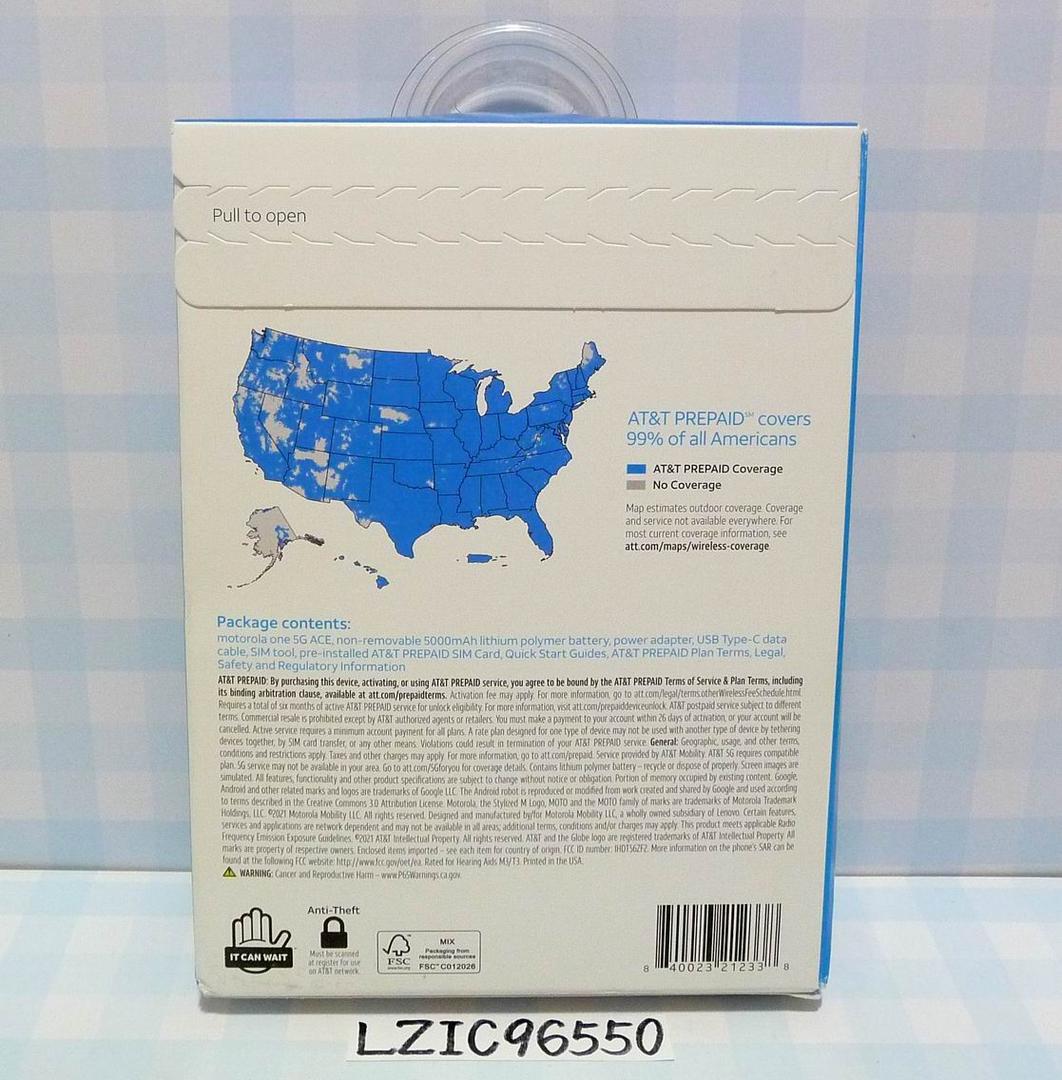 Pull to open
AT&T PREPAID℠ covers
99% of all Americans
AT&T PREPAID Coverage
No Coverage
Map estimates outdoor coverage. Coverage
and service not available everywhere. For
most current coverage information, see
att.com/maps/wireless-coverage.
Package contents:
motorola one 5G ACE, non-removable 5000mAh lithium polymer battery, power adapter, USB Type-C data
cable, SIM tool, pre-installed AT&T PREPAID SIM Card, Quick Start Guides, AT&T PREPAID Plan Terms, Legal,
Safety and Regulatory Information
AT&T PREPAID: By purchasing this device, activating, or using AT&T PREPAID service, you agree to be bound by the AT&T PREPAID Terms of Service & Plan Terms, including
its binding arbitration clause, available at att.com/prepaidterms. Activation fee may apply. For more information, go to att.com/legal/terms.otherWirelessFeeSchedule.html.
Requires a total of six months of active AT&T PREPAID service for unlock eligibility. For more information, visit att.com/prepaiddeviceunlock. AT&T postpaid service subject to different
terms. Commercial resale is prohibited except by AT&T authorized agents or retailers. You must make a payment to your account within 26 days of activation, or your account will be
cancelled. Active service requires a minimum account payment for all plans. A rate plan designed for one type of device may not be used with another type of device by tethering
devices together, by SIM card transfer, or any other means. Violations could result in termination of your AT&T PREPAID service. General: Geographic, usage, and other terms,
conditions and restrictions apply. Taxes and other charges may apply. For more information, go to att.com/prepaid. Service provided by AT&T Mobility. AT&T 5G requires compatible
plan. 5G service may not be available in your area. Go to att.com/5Gforyou for coverage details. Contains lithium polymer battery – recycle or dispose of properly. Screen images are
simulated. All features, functionality and other product specifications are subject to change without notice or obligation. Portion of memory occupied by existing content. Google,
Android and other related marks and logos are trademarks of Google LLC. The Android robot is reproduced or modified from work created and shared by Google and used according
to terms described in the Creative Commons 3.0 Attribution License. Motorola, the Stylized M Logo, MOTO and the MOTO family of marks are trademarks of Motorola Trademark
Holdings, LLC. ©2021 Motorola Mobility LLC. All rights reserved. Designed and manufactured by/for Motorola Mobility LLC, a wholly owned subsidiary of Lenovo. Certain features,
services and applications are network dependent and may not be available in all areas; additional terms, conditions and/or charges may apply. This product meets applicable Radio
Frequency Emission Exposure Guidelines. ©2021 AT&T Intellectual Property. All rights reserved. AT&T and the Globe logo are registered trademarks of AT&T Intellectual Property. All
marks are property of respective owners. Enclosed items imported – see each item for country of origin. FCC ID number: IHDT56ZF2. More information on the phone's SAR can be
found at the following FCC website: http://www.fcc.gov/oet/ea. Rated for Hearing Aids M3/T3. Printed in the USA.
WARNING: Cancer and Reproductive Harm – www.P65Warnings.ca.gov.
IT CAN WAIT
Anti-Theft
Must be scanned
at register for use
on AT&T network.
FSC
www.fsc.org
MIX
Packaging from
responsible sources
FSC™ C012026
8 40023 21233 8
LZIC96550